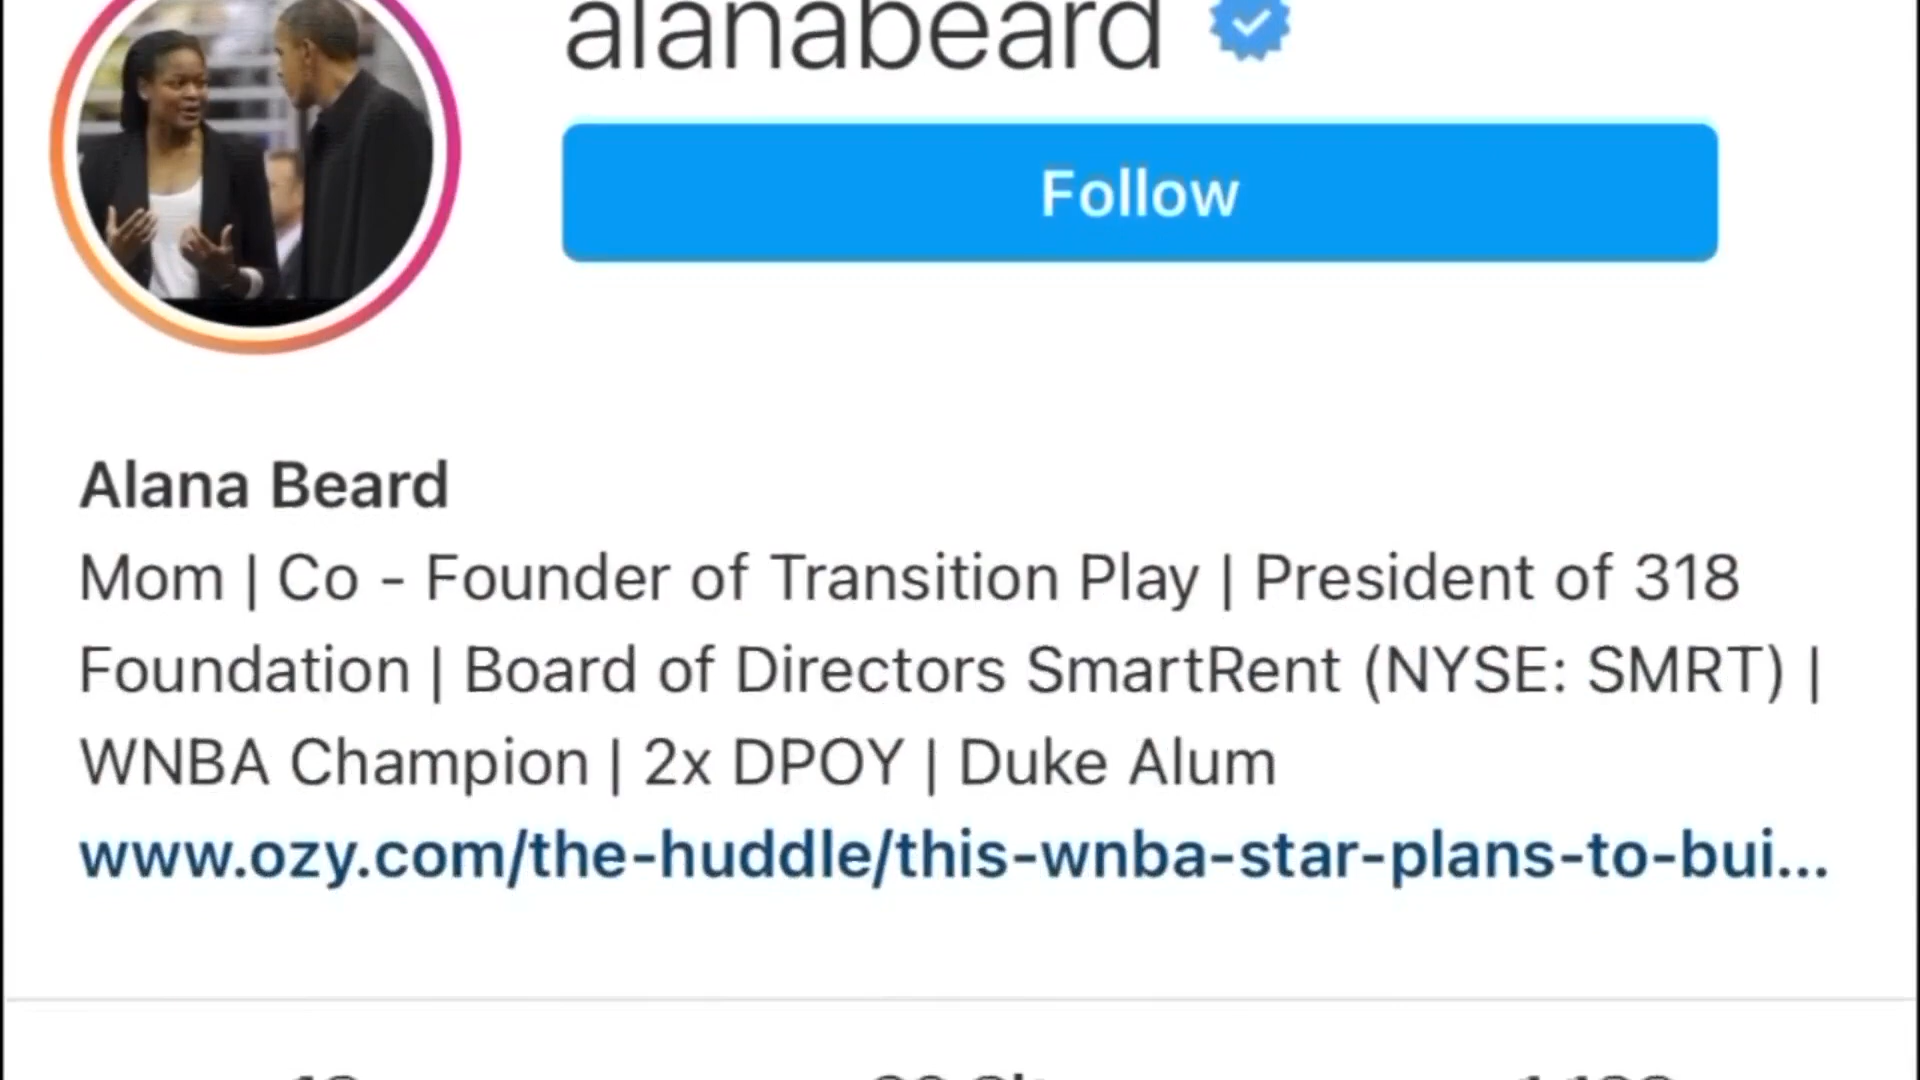 alanabeard
Follow
Alana Beard
Mom | Co - Founder of Transition Play | President of 318
Foundation | Board of Directors SmartRent (NYSE: SMRT) |
WNBA Champion | 2x DPOY | Duke Alum
www.ozy.com/the-huddle/this-wnba-star-plans-to-bui...